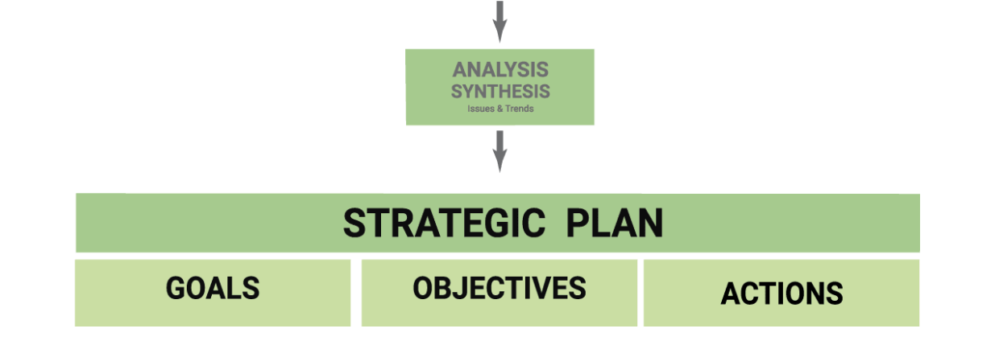 ANALYSIS
SYNTHESIS
Issues & Trends
STRATEGIC PLAN
GOALS
OBJECTIVES
ACTIONS